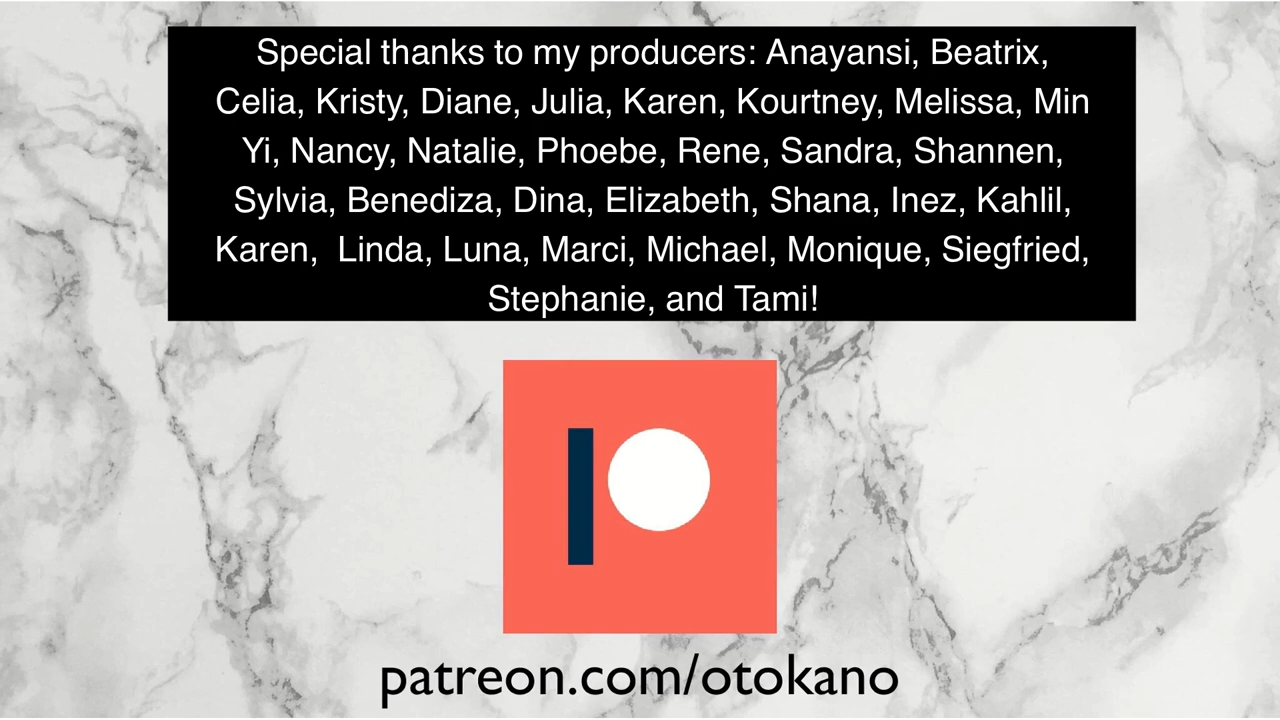 Special thanks to my producers: Anayansi, Beatrix,
Celia, Kristy, Diane, Julia, Karen, Kourtney, Melissa, Min
Yi, Nancy, Natalie, Phoebe, Rene, Sandra, Shannen,
Sylvia, Benediza, Dina, Elizabeth, Shana, Inez, Kahlil,
Karen,  Linda, Luna, Marci, Michael, Monique, Siegfried,
Stephanie, and Tami!
patreon.com/otokano